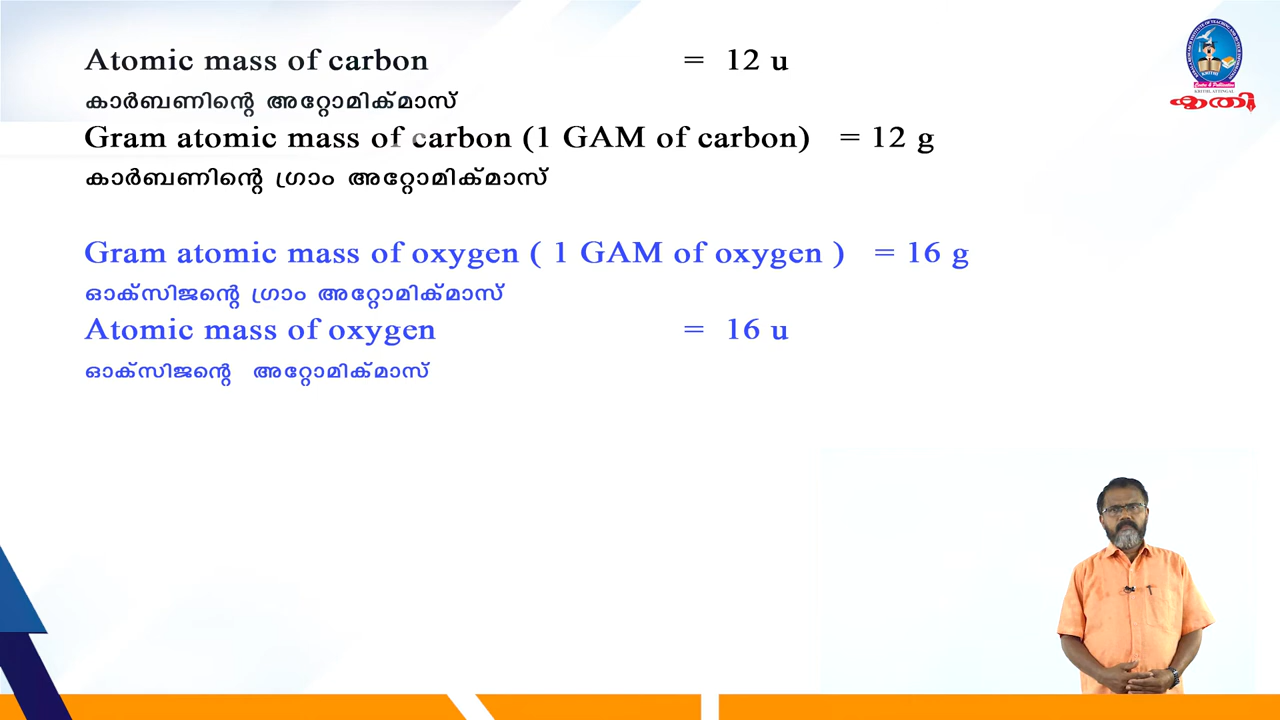 Atomic mass of carbon = 12 u
കാർബണിന്റെ അറ്റോമിക്മാസ്
Gram atomic mass of carbon (1 GAM of carbon) = 12 g
കാർബണിന്റെ ഗ്രാം അറ്റോമിക്മാസ്
Gram atomic mass of oxygen ( 1 GAM of oxygen ) = 16 g
ഓക്സിജന്റെ ഗ്രാം അറ്റോമിക്മാസ്
Atomic mass of oxygen = 16 u
ഓക്സിജന്റെ അറ്റോമിക്മാസ്
KRITHI, ATTINGAL
കൃതി